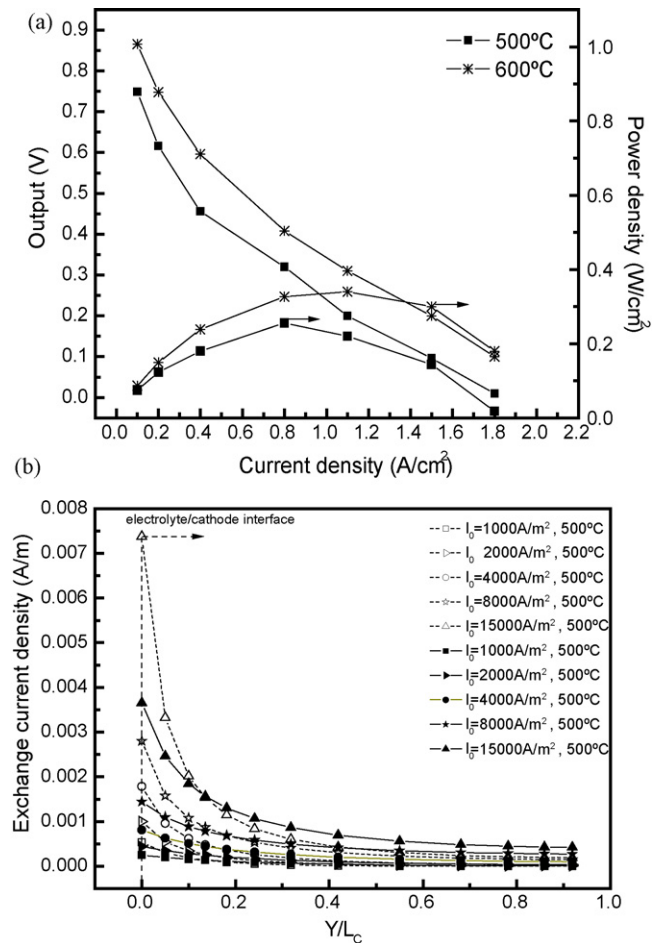 (a)
500ºC
600ºC
0.9
0.8
0.7
0.6
0.5
0.4
0.3
0.2
0.1
0.0
Output (V)
1.0
0.8
0.6
0.4
0.2
0.0
Power density (W/cm²)
0.0 0.2 0.4 0.6 0.8 1.0 1.2 1.4 1.6 1.8 2.0 2.2
Current density (A/cm²)
(b)
electrolyte/cathode interface
I₀=1000A/m², 500ºC
I₀ 2000A/m², 500ºC
I₀=4000A/m², 500ºC
I₀=8000A/m², 500ºC
I₀=15000A/m², 500ºC
I₀=1000A/m², 500ºC
I₀=2000A/m², 500ºC
I₀=4000A/m², 500ºC
I₀=8000A/m², 500ºC
I₀=15000A/m², 500ºC
0.008
0.007
0.006
0.005
0.004
0.003
0.002
0.001
0.000
Exchange current density (A/m)
0.0 0.2 0.4 0.6 0.8 1
Y/L_C